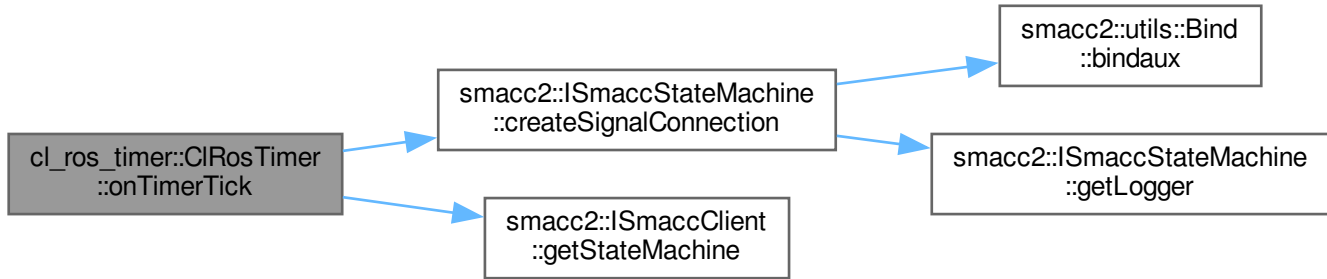 cl_ros_timer::ClRosTimer
::onTimerTick
smacc2::ISmaccStateMachine
::createSignalConnection
smacc2::ISmaccClient
::getStateMachine
smacc2::utils::Bind
::bindaux
smacc2::ISmaccStateMachine
::getLogger